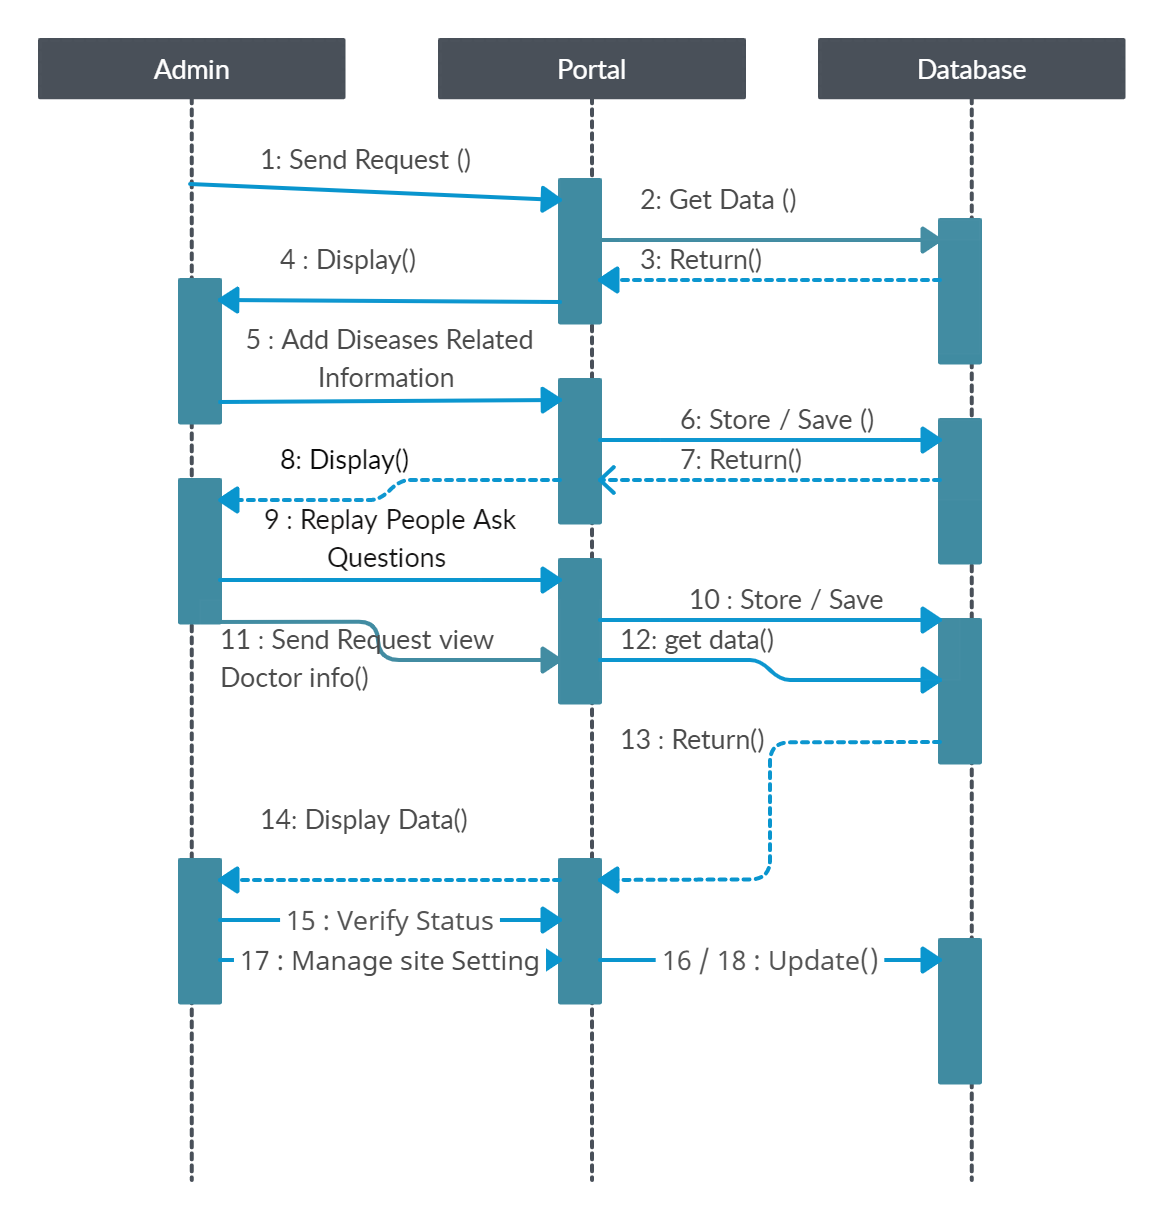 Admin
Portal
Database
1: Send Request ()
2: Get Data ()
4 : Display()
3: Return()
5 : Add Diseases Related
Information
6: Store / Save ()
8: Display()
7: Return()
9 : Replay People Ask
Questions
10 : Store / Save
11 : Send Request view
Doctor info()
12: get data()
13 : Return()
14: Display Data()
15 : Verify Status
17 : Manage site Setting
16 / 18 : Update()